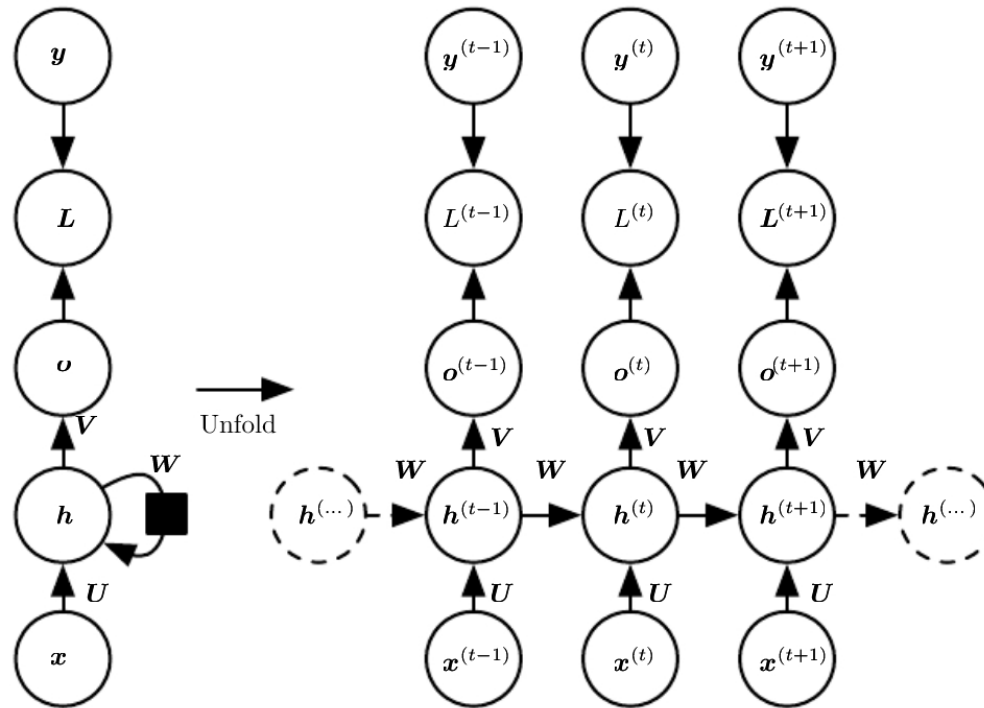 y y^(t−1) y^(t) y^(t+1)
L L^(t−1) L^(t) L^(t+1)
o o^(t−1) o^(t) o^(t+1)
Unfold
V V V V
W W W W W
h h^(...) h^(t−1) h^(t) h^(t+1) h^(...)
U U U U
x x^(t−1) x^(t) x^(t+1)